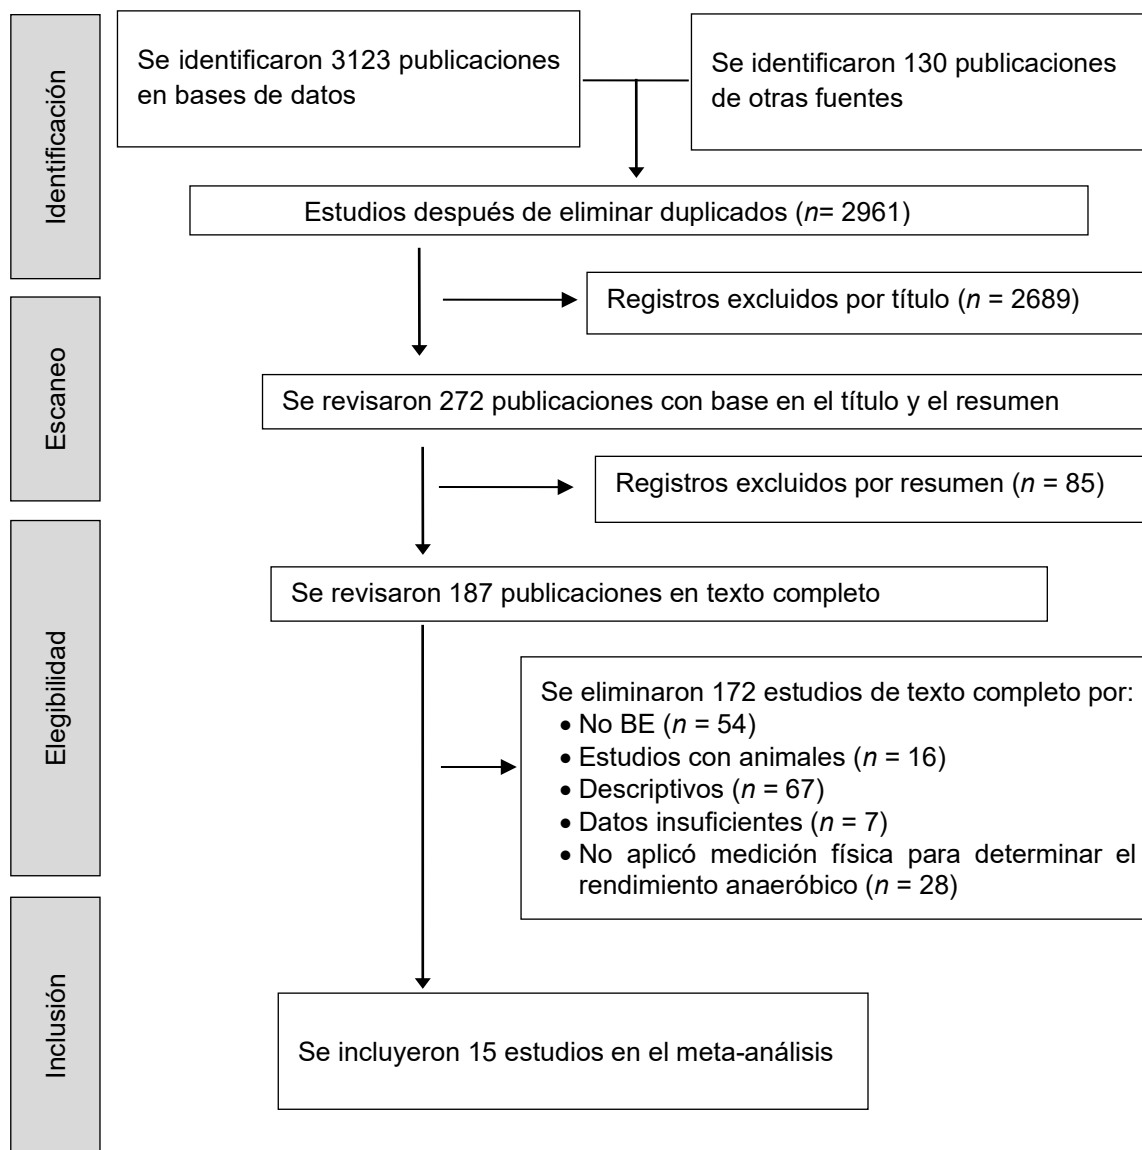 Identificación
Se identificaron 3123 publicaciones
en bases de datos
Se identificaron 130 publicaciones
de otras fuentes
Estudios después de eliminar duplicados (n= 2961)
Registros excluidos por título (n = 2689)
Escaneo
Se revisaron 272 publicaciones con base en el título y el resumen
Registros excluidos por resumen (n = 85)
Elegibilidad
Se revisaron 187 publicaciones en texto completo
Se eliminaron 172 estudios de texto completo por:
• No BE (n = 54)
• Estudios con animales (n = 16)
• Descriptivos (n = 67)
• Datos insuficientes (n = 7)
• No aplicó medición física para determinar el
rendimiento anaeróbico (n = 28)
Inclusión
Se incluyeron 15 estudios en el meta-análisis